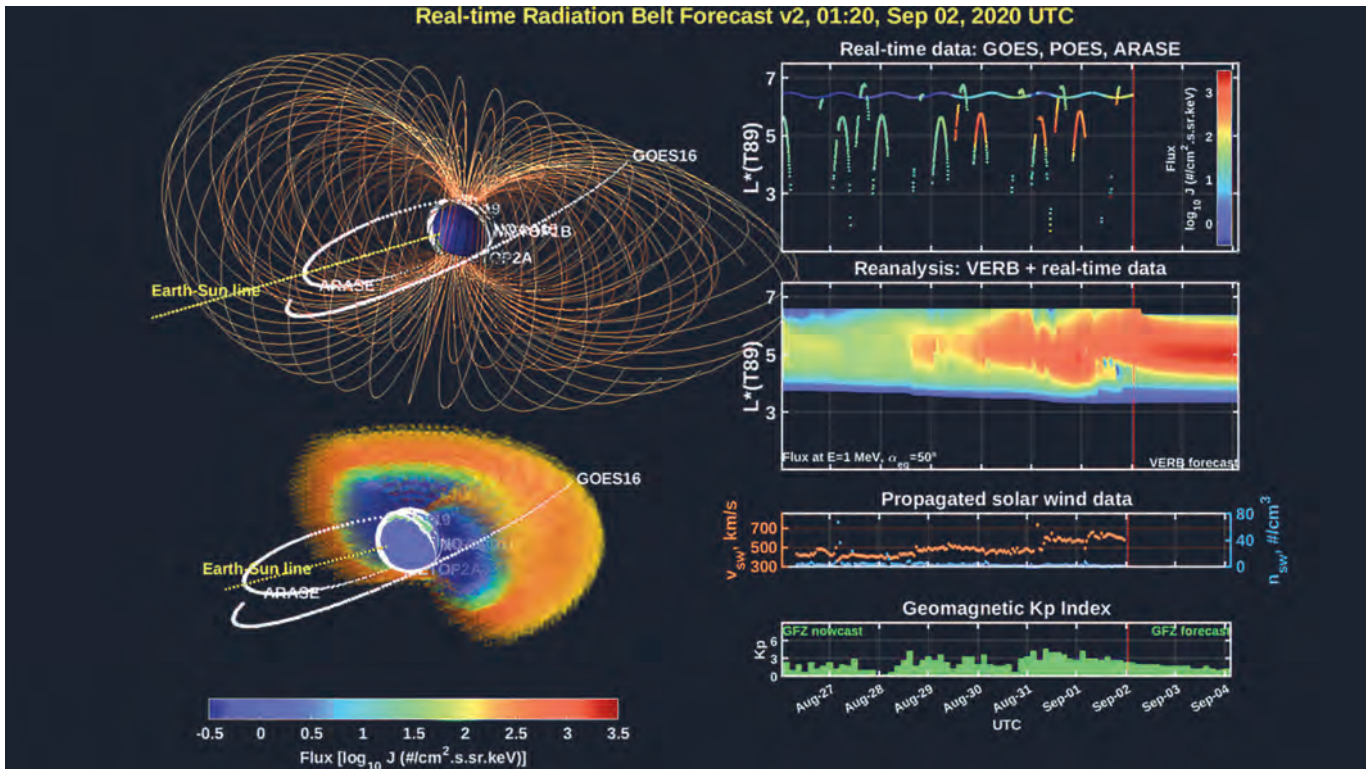 Real-time Radiation Belt Forecast v2, 01:20, Sep 02, 2020 UTC
GOES16
ARASE
Earth-Sun line
OP2A
GOES16
Earth-Sun line
ARASE
OP2A
-0.5 0 0.5 1 1.5 2 2.5 3 3.5
Flux [log10 J (#/cm2.s.sr.keV)]
Real-time data: GOES, POES, ARASE
7
5
3
L*(T89)
3
2
1
0
Flux
log10 J (#/cm2.s.sr.keV)
Reanalysis: VERB + real-time data
7
5
3
L*(T89)
Flux at E=1 MeV, αeq=50°
VERB forecast
Propagated solar wind data
vsw, km/s
700
500
300
80
40
0
nsw, #/cm3
Geomagnetic Kp Index
GFZ nowcast
GFZ forecast
Kp
6
3
0
Aug-27 Aug-28 Aug-29 Aug-30 Aug-31 Sep-01 Sep-02 Sep-03 Sep-04
UTC